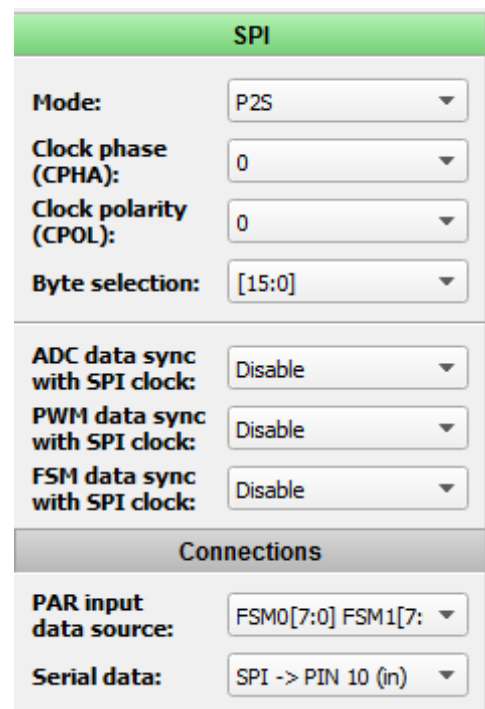 SPI
Mode: P2S
Clock phase
(CPHA): 0
Clock polarity
(CPOL): 0
Byte selection: [15:0]
ADC data sync
with SPI clock: Disable
PWM data sync
with SPI clock: Disable
FSM data sync
with SPI clock: Disable
Connections
PAR input
data source: FSM0[7:0] FSM1[7:
Serial data: SPI -> PIN 10 (in)